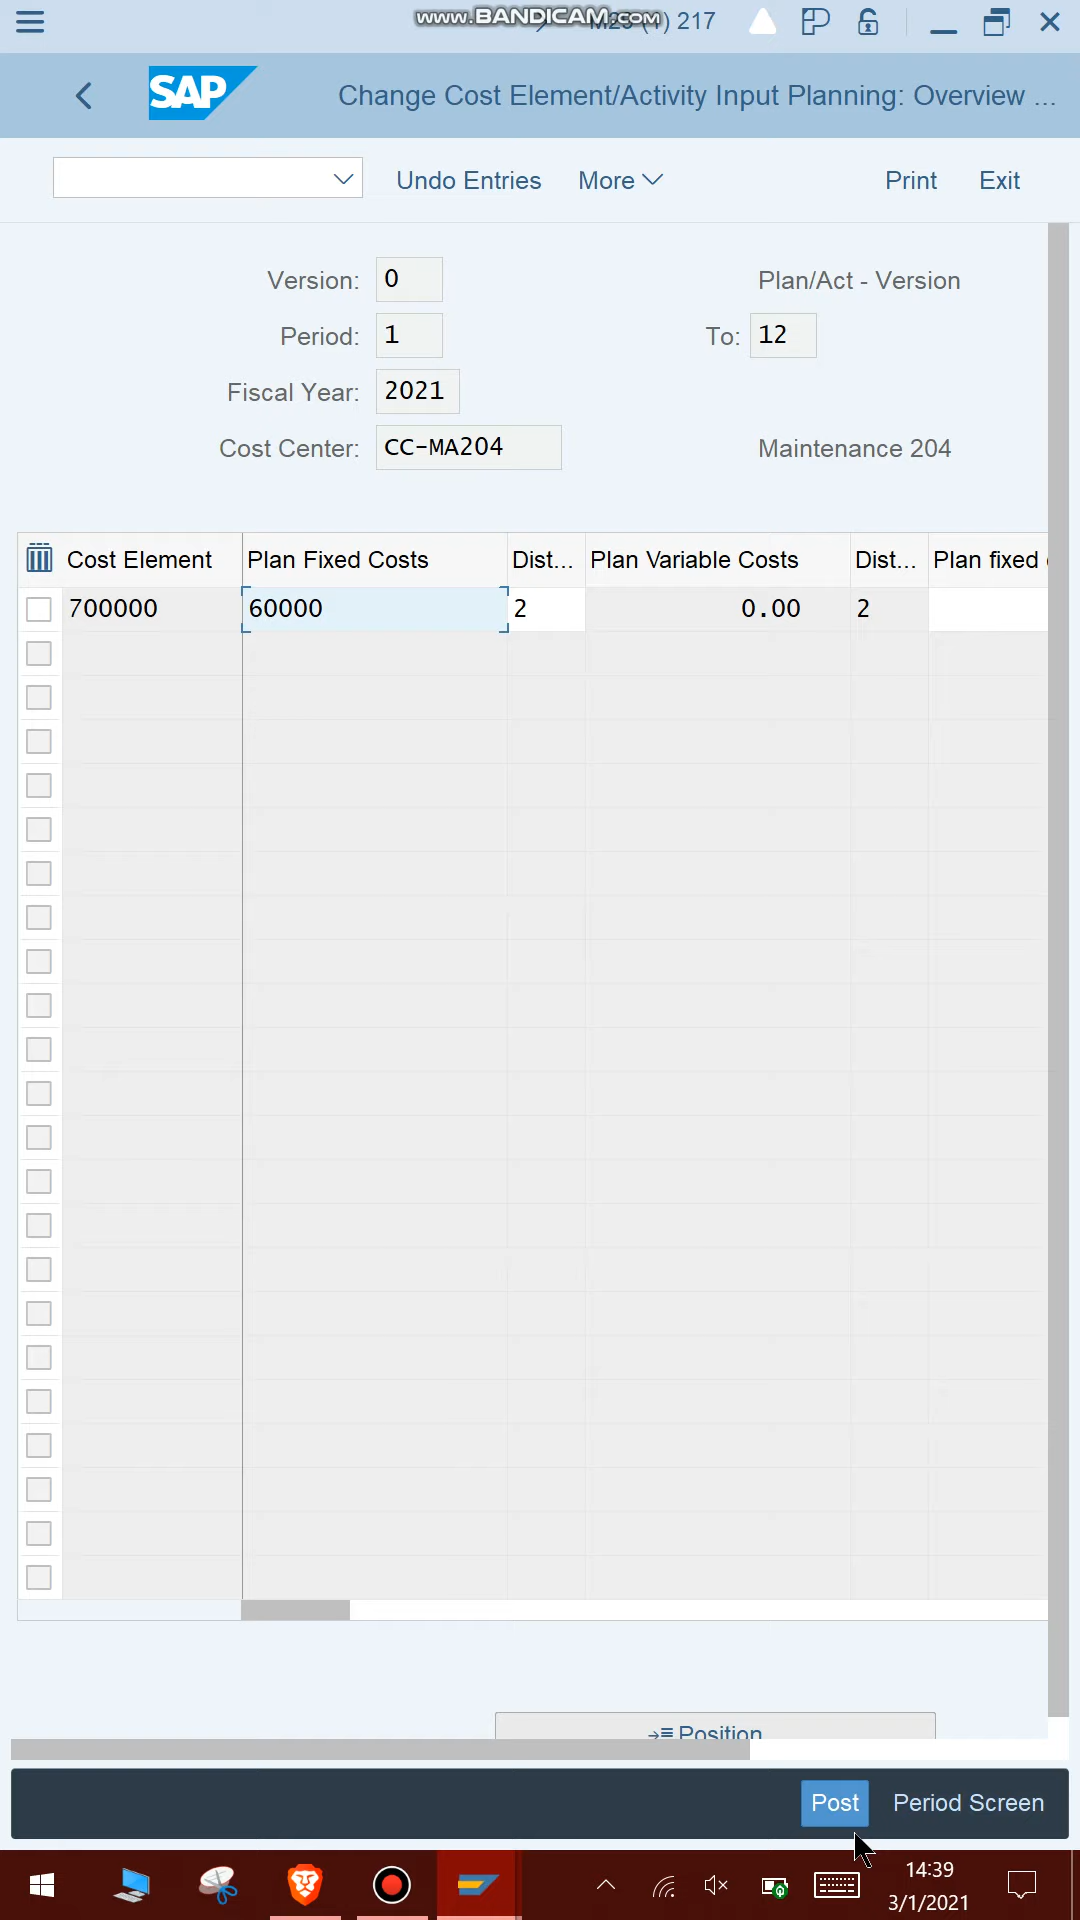 www.BANDICAM.com
217
SAP
Change Cost Element/Activity Input Planning: Overview ...
Undo Entries More Print Exit
Version: 0 Plan/Act - Version
Period: 1 To: 12
Fiscal Year: 2021
Cost Center: CC-MA204 Maintenance 204
Cost Element Plan Fixed Costs Dist... Plan Variable Costs Dist... Plan fixed
700000 60000 2 0.00 2
Position
Post Period Screen
14:39
3/1/2021